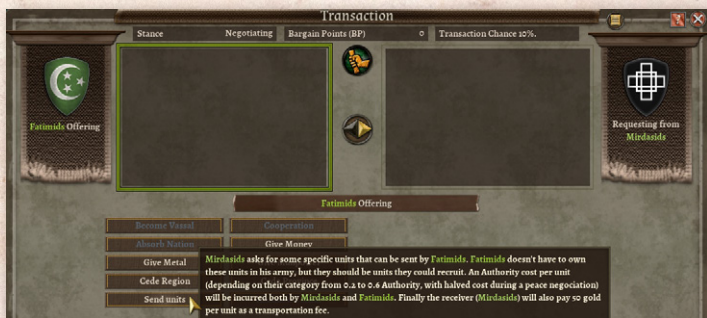 Transaction
Stance Negotiating Bargain Points (BP) 0 Transaction Chance 10%.
Fatimids Offering
Requesting from
Mirdasids
Fatimids Offering
Become Vassal Cooperation
Absorb Nation Give Money
Give Metal
Cede Region
Send units
Mirdasids asks for some specific units that can be sent by Fatimids. Fatimids doesn't have to own
these units in his army, but they should be units they could recruit. An Authority cost per unit
(depending on their category from 0.2 to 0.6 Authority, with halved cost during a peace negotiation)
will be incurred both by Mirdasids and Fatimids. Finally the receiver (Mirdasids) will also pay 50 gold
per unit as a transportation fee.